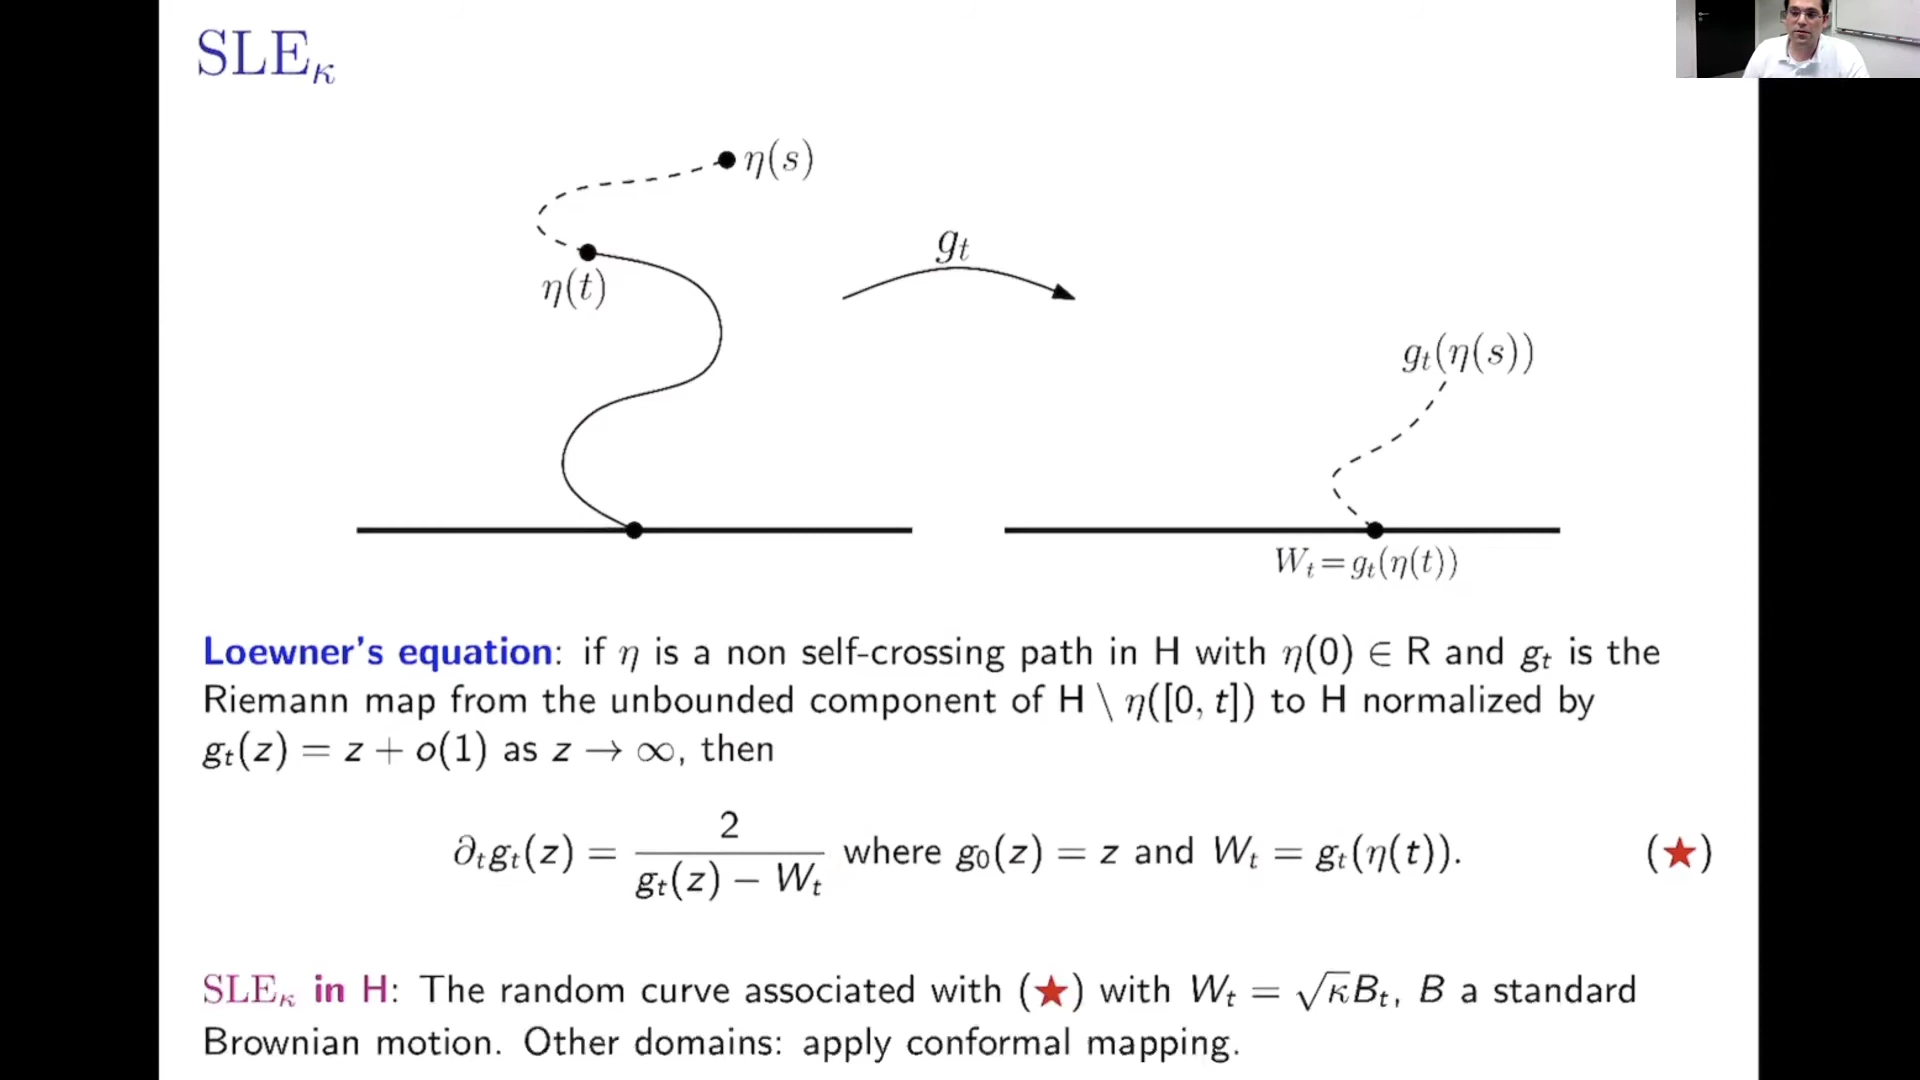 SLE_κ
η(s)
η(t)
g_t
g_t(η(s))
W_t = g_t(η(t))
Loewner's equation: if η is a non self-crossing path in H with η(0) ∈ R and g_t is the
Riemann map from the unbounded component of H \ η([0, t]) to H normalized by
g_t(z) = z + o(1) as z → ∞, then
∂_t g_t(z) = 2 / (g_t(z) − W_t) where g_0(z) = z and W_t = g_t(η(t)). (★)
SLE_κ in H: The random curve associated with (★) with W_t = √κB_t, B a standard
Brownian motion. Other domains: apply conformal mapping.